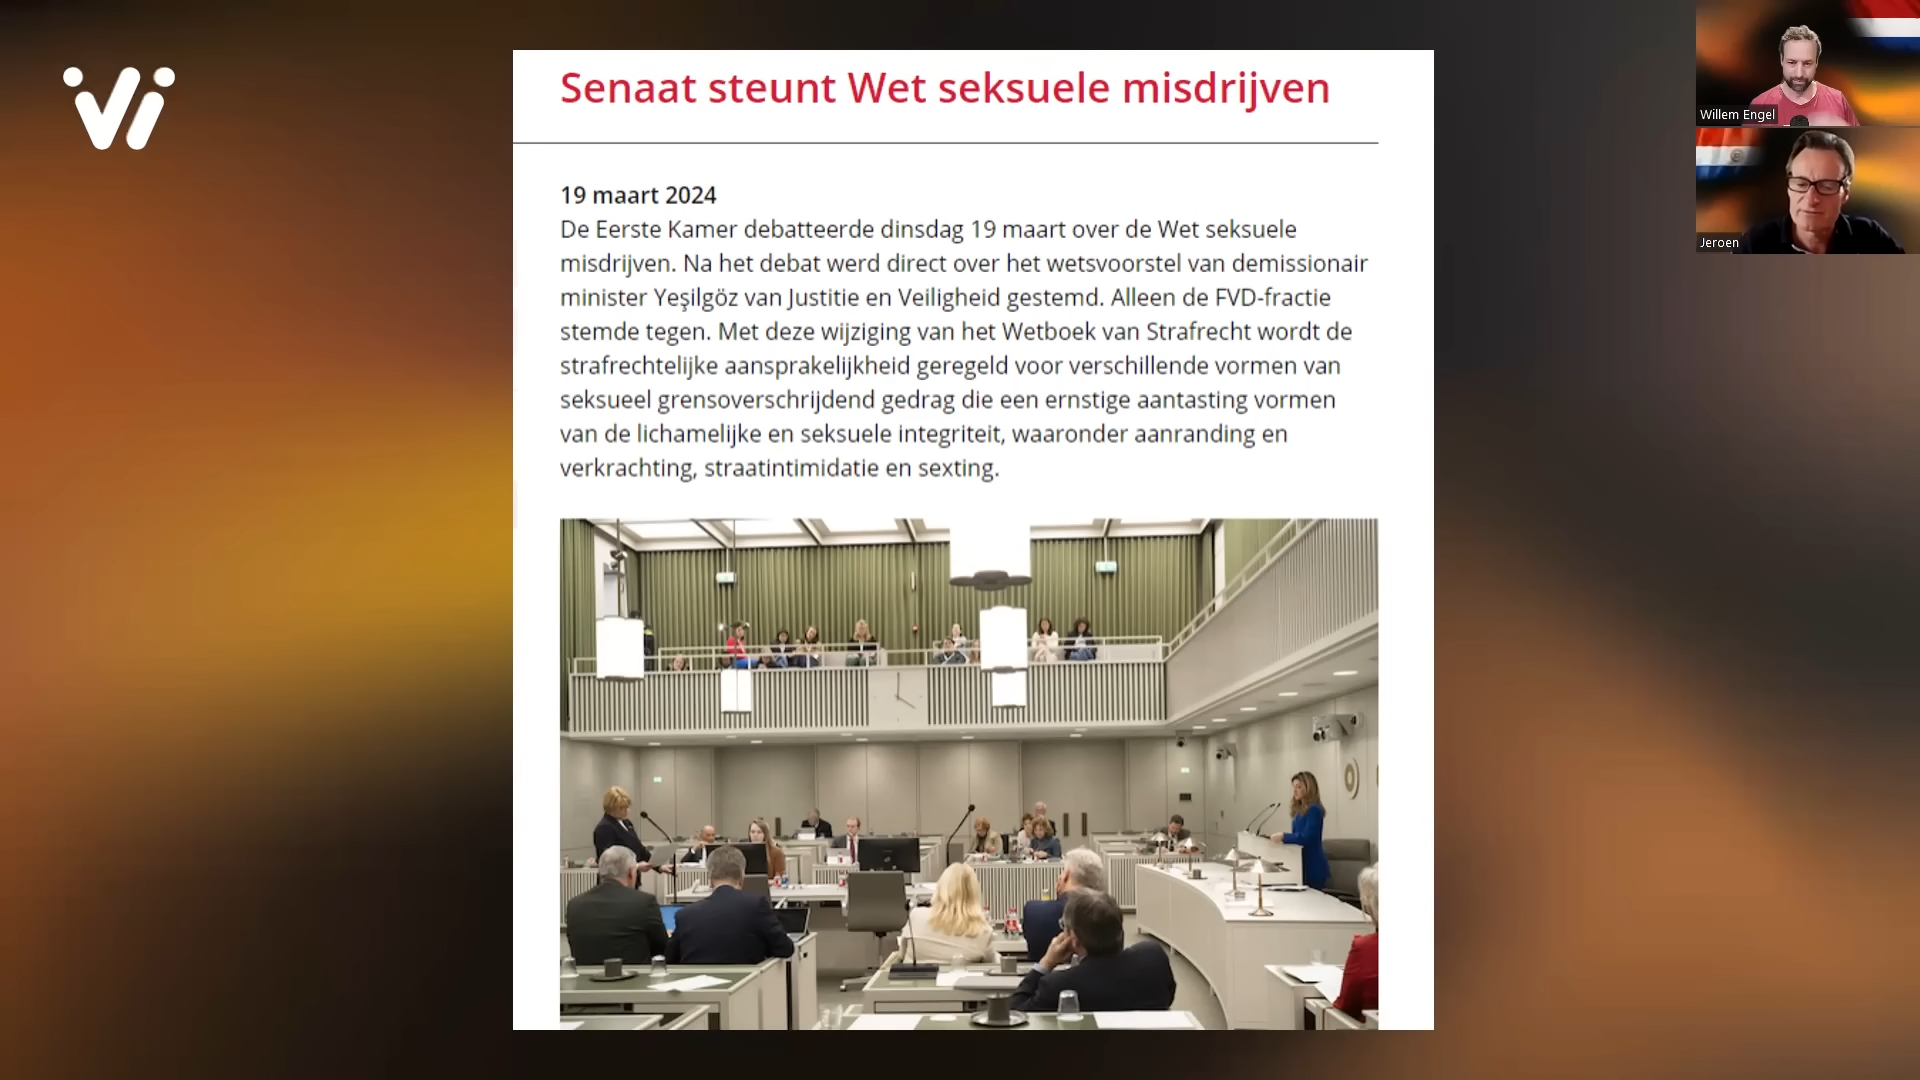 Vi
Senaat steunt Wet seksuele misdrijven
19 maart 2024
De Eerste Kamer debatteerde dinsdag 19 maart over de Wet seksuele
misdrijven. Na het debat werd direct over het wetsvoorstel van demissionair
minister Yeşilgöz van Justitie en Veiligheid gestemd. Alleen de FVD-fractie
stemde tegen. Met deze wijziging van het Wetboek van Strafrecht wordt de
strafrechtelijke aansprakelijkheid geregeld voor verschillende vormen van
seksueel grensoverschrijdend gedrag die een ernstige aantasting vormen
van de lichamelijke en seksuele integriteit, waaronder aanranding en
verkrachting, straatintimidatie en sexting.
Willem Engel
Jeroen